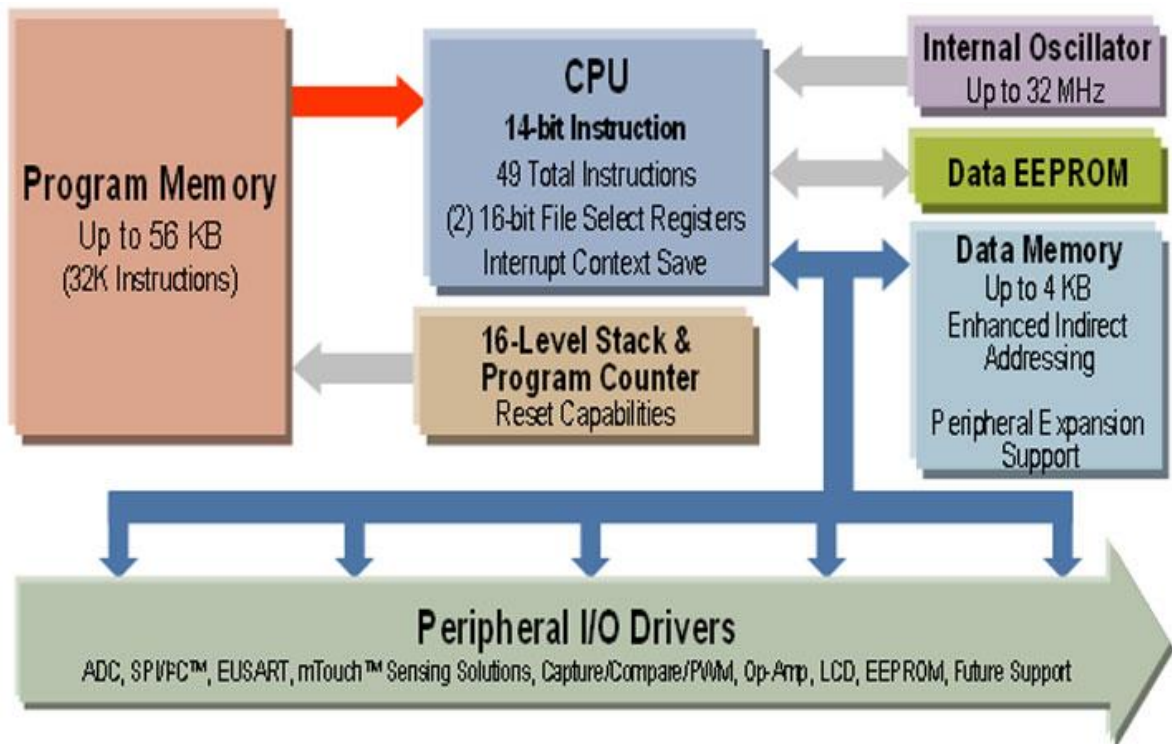 Program Memory
Up to 56 KB
(32K Instructions)
CPU
14-bit Instruction
49 Total Instructions
(2) 16-bit File Select Registers
Interrupt Context Save
16-Level Stack &
Program Counter
Reset Capabilities
Internal Oscillator
Up to 32 MHz
Data EEPROM
Data Memory
Up to 4 KB
Enhanced Indirect
Addressing
Peripheral Expansion
Support
Peripheral I/O Drivers
ADC, SPI/I²C™, EUSART, mTouch™ Sensing Solutions, Capture/Compare/PWM, Op-Amp, LCD, EEPROM, Future Support